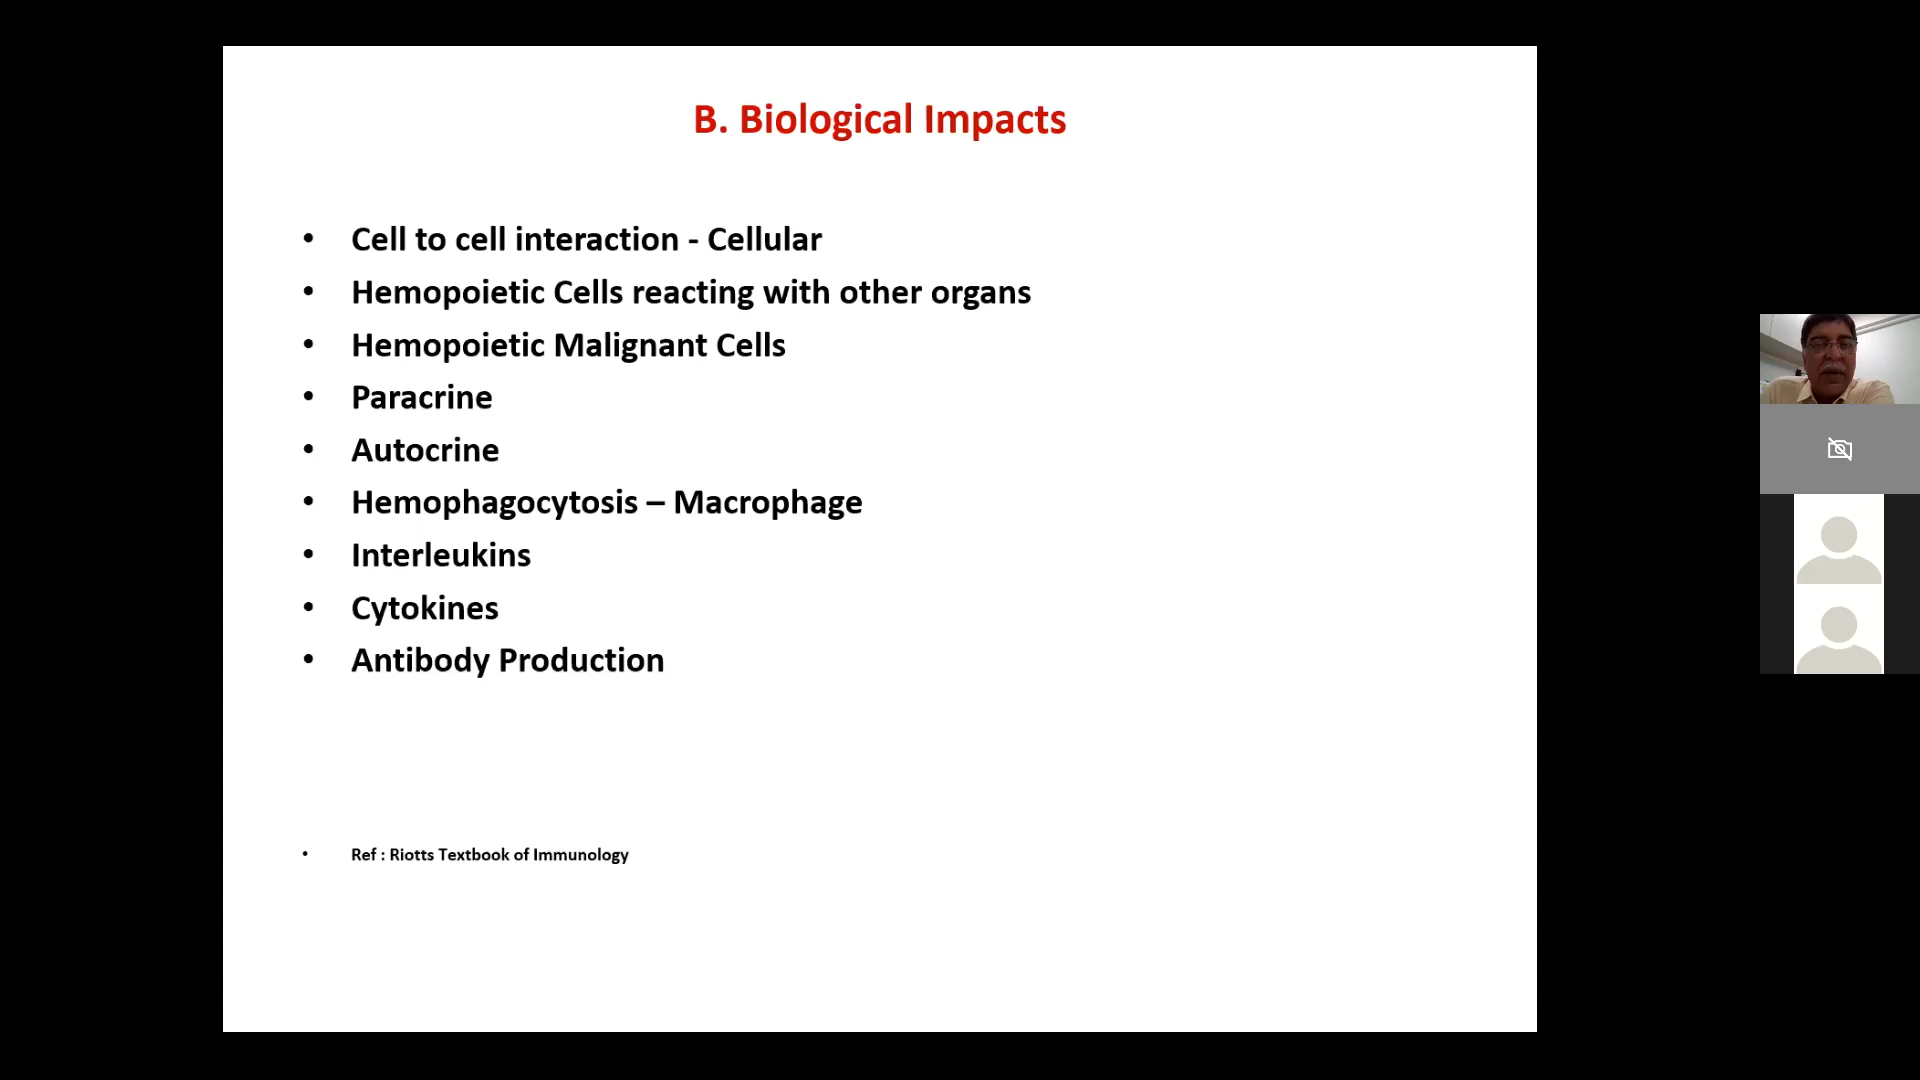 B. Biological Impacts
• Cell to cell interaction - Cellular
• Hemopoietic Cells reacting with other organs
• Hemopoietic Malignant Cells
• Paracrine
• Autocrine
• Hemophagocytosis – Macrophage
• Interleukins
• Cytokines
• Antibody Production
• Ref : Riotts Textbook of Immunology